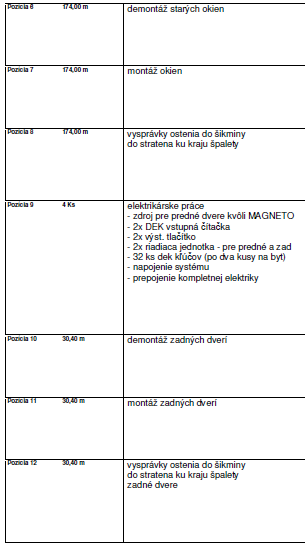 Pozícia 6 174,00 m demontáž starých okien
Pozícia 7 174,00 m montáž okien
Pozícia 8 174,00 m vysprávky ostenia do šikminy
do stratena ku kraju špalety
Pozícia 9 4 Ks elektrikárske práce
- zdroj pre predné dvere kvôli MAGNETO
- 2x DEK vstupná čítačka
- 2x výst. tlačítko
- 2x riadiaca jednotka - pre predné a zad
- 32 ks dek kľúčov (po dva kusy na byt)
- napojenie systému
- prepojenie kompletnej elektriky
Pozícia 10 30,40 m demontáž zadných dverí
Pozícia 11 30,40 m montáž zadných dverí
Pozícia 12 30,40 m vysprávky ostenia do šikminy
do stratena ku kraju špalety
zadné dvere